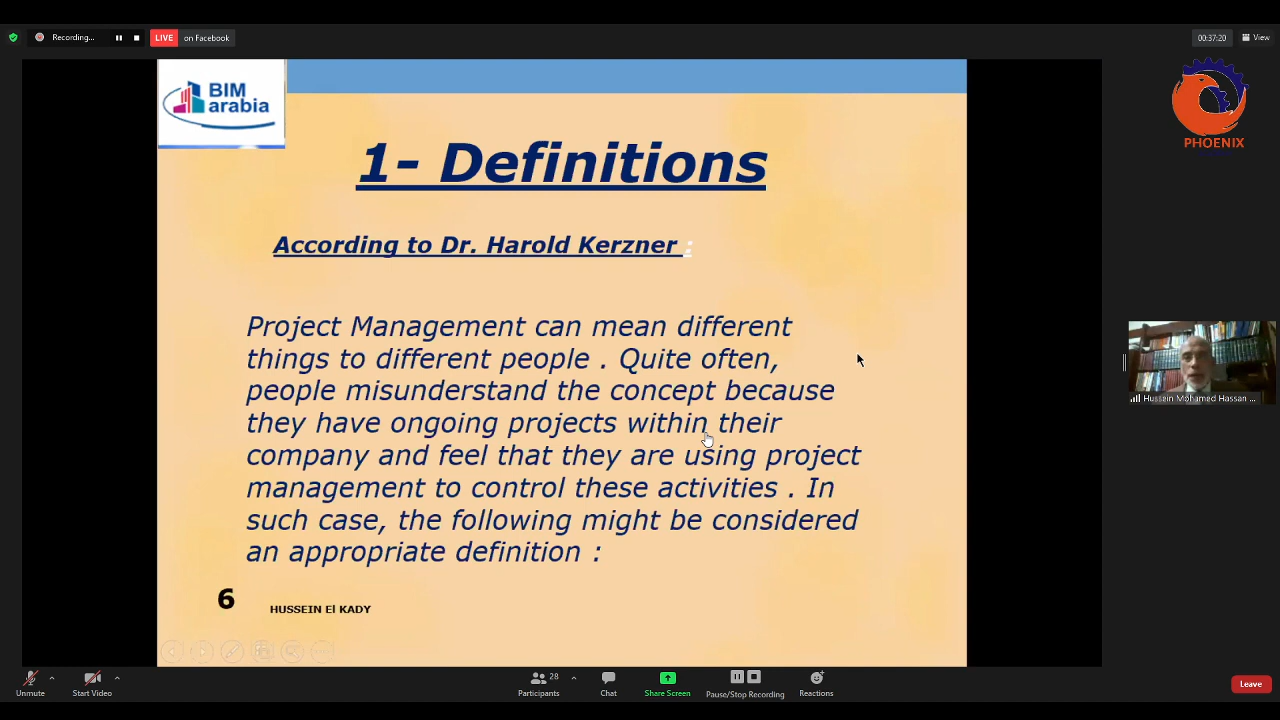 Recording...
LIVE
on Facebook
00:37:20
View
BIM
arabia
PHOENIX
1- Definitions
According to Dr. Harold Kerzner :
Project Management can mean different
things to different people . Quite often,
people misunderstand the concept because
they have ongoing projects within their
company and feel that they are using project
management to control these activities . In
such case, the following might be considered
an appropriate definition :
Hussein Mohamed Hassan ...
6
HUSSEIN El KADY
Unmute
Start Video
28
Participants
Chat
Share Screen
Pause/Stop Recording
Reactions
Leave